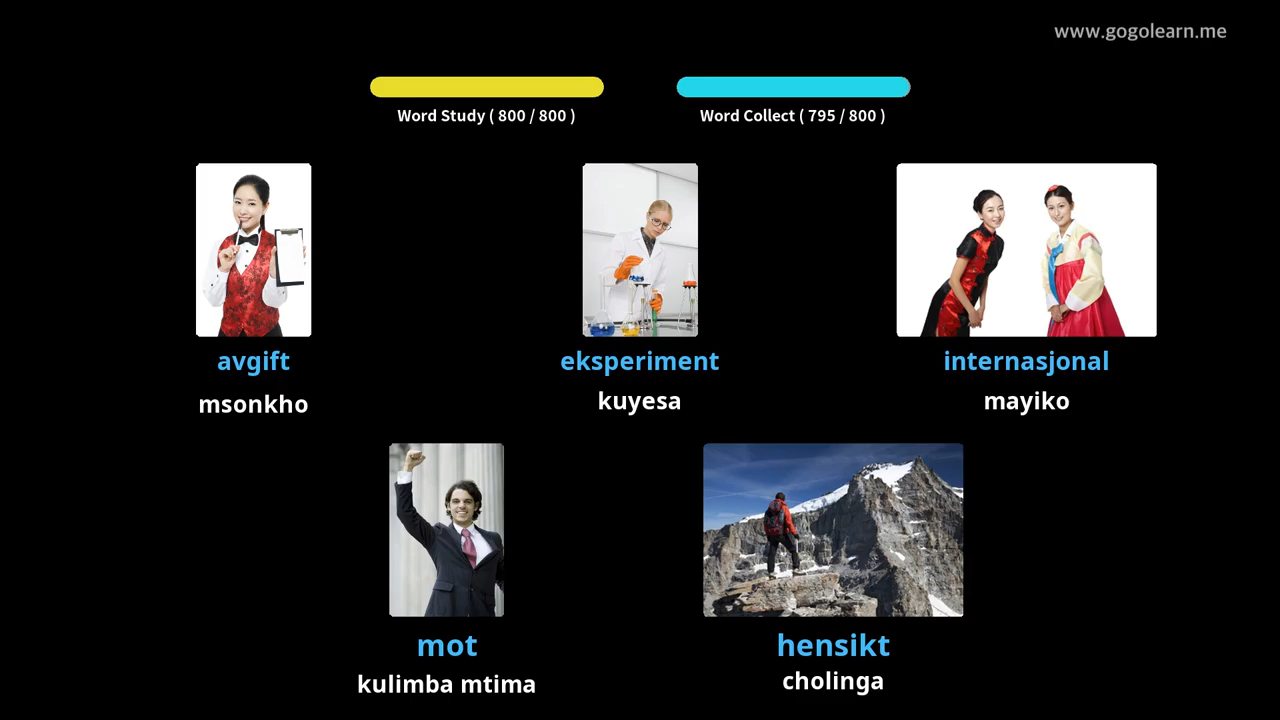 www.gogolearn.me
Word Study ( 800 / 800 )
Word Collect ( 795 / 800 )
avgift
msonkho
eksperiment
kuyesa
internasjonal
mayiko
mot
kulimba mtima
hensikt
cholinga